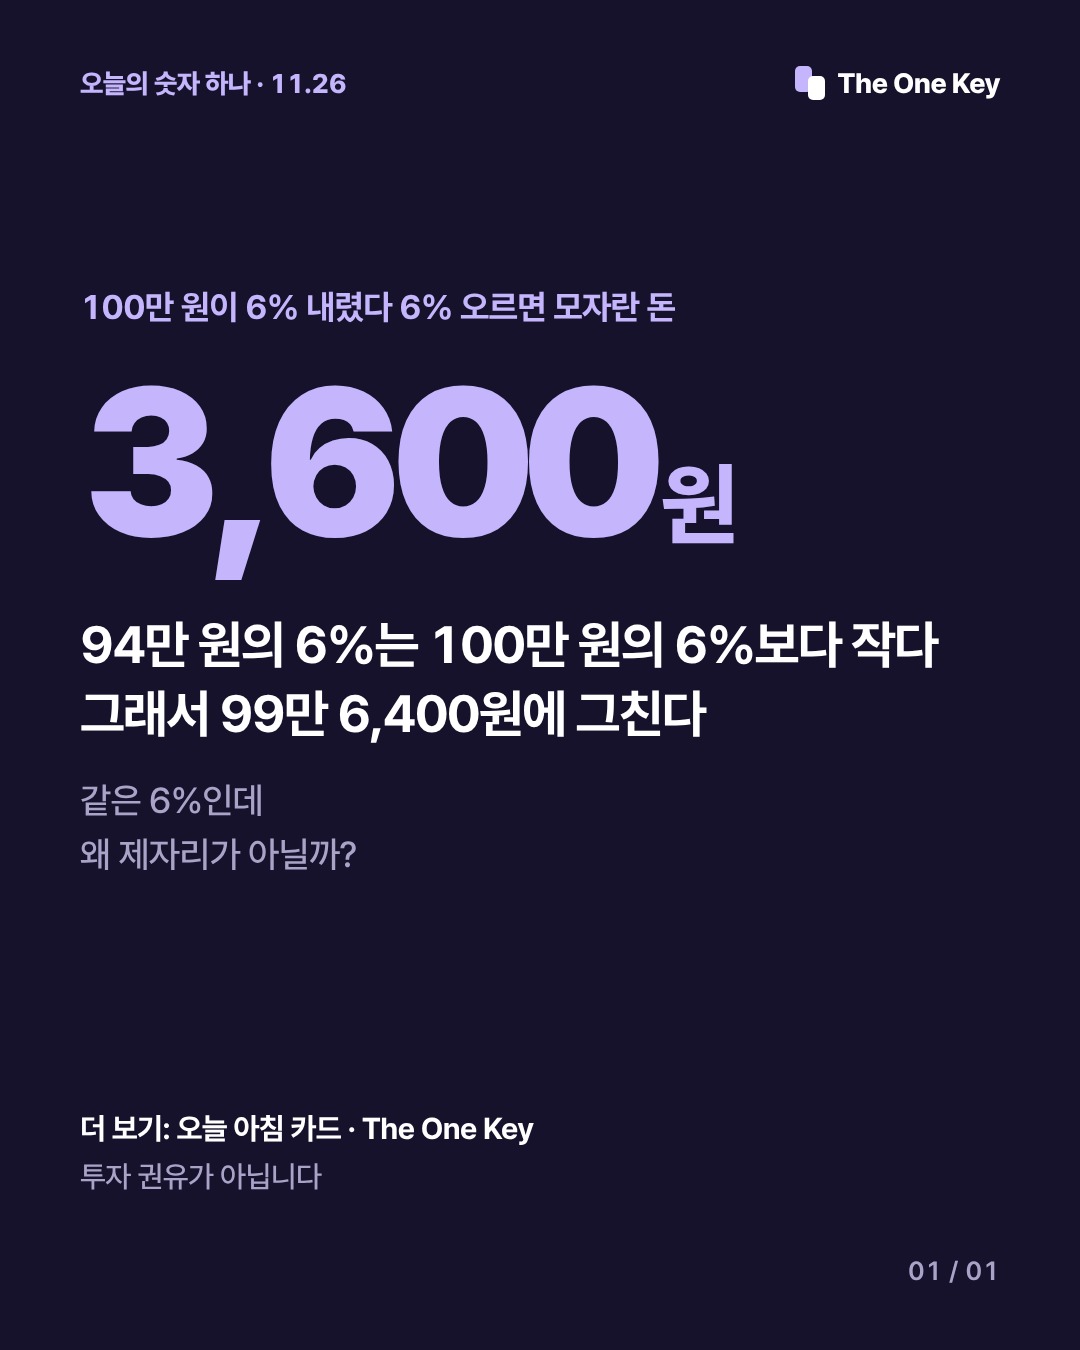 오늘의 숫자 하나 · 11.26
The One Key
100만 원이 6% 내렸다 6% 오르면 모자란 돈
3,600원
94만 원의 6%는 100만 원의 6%보다 작다
그래서 99만 6,400원에 그친다
같은 6%인데
왜 제자리가 아닐까?
더 보기: 오늘 아침 카드 · The One Key
투자 권유가 아닙니다
01 / 01